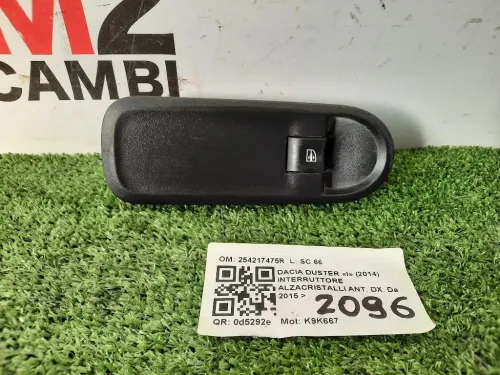 M2
CAMBI
OM: 254217475R L: SC 66
DACIA DUSTER «I» (2014)
INTERRUTTORE
ALZACRISTALLI ANT. DX. Da
2015 >
2096
QR: 0d5292e Mot: K9K667